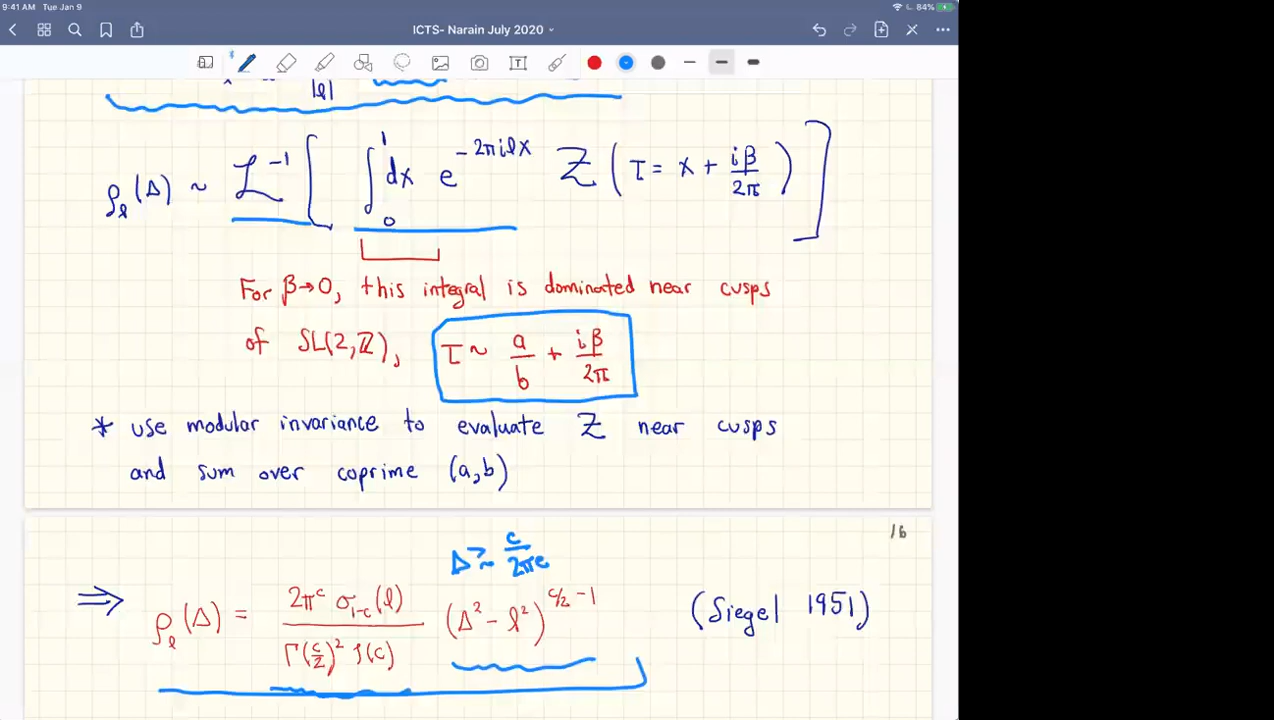 9:41 AM Tue Jan 9
84%
ICTS- Narain July 2020
|l|
ρ_l(Δ) ~ L^{-1} [ ∫_0^1 dx e^{-2πilx} Z ( τ = x + iβ/2π ) ]
For β→0, this integral is dominated near cusps
of SL(2,ℤ), τ ~ a/b + iβ/2π
* use modular invariance to evaluate Z near cusps
and sum over coprime (a,b)
16
Δ ≳ c/2πe
⇒ ρ_l(Δ) = 2π^c σ_{1-c}(l) / Γ(c/2)^2 ζ(c) (Δ^2 - l^2)^{c/2 -1} (Siegel 1951)